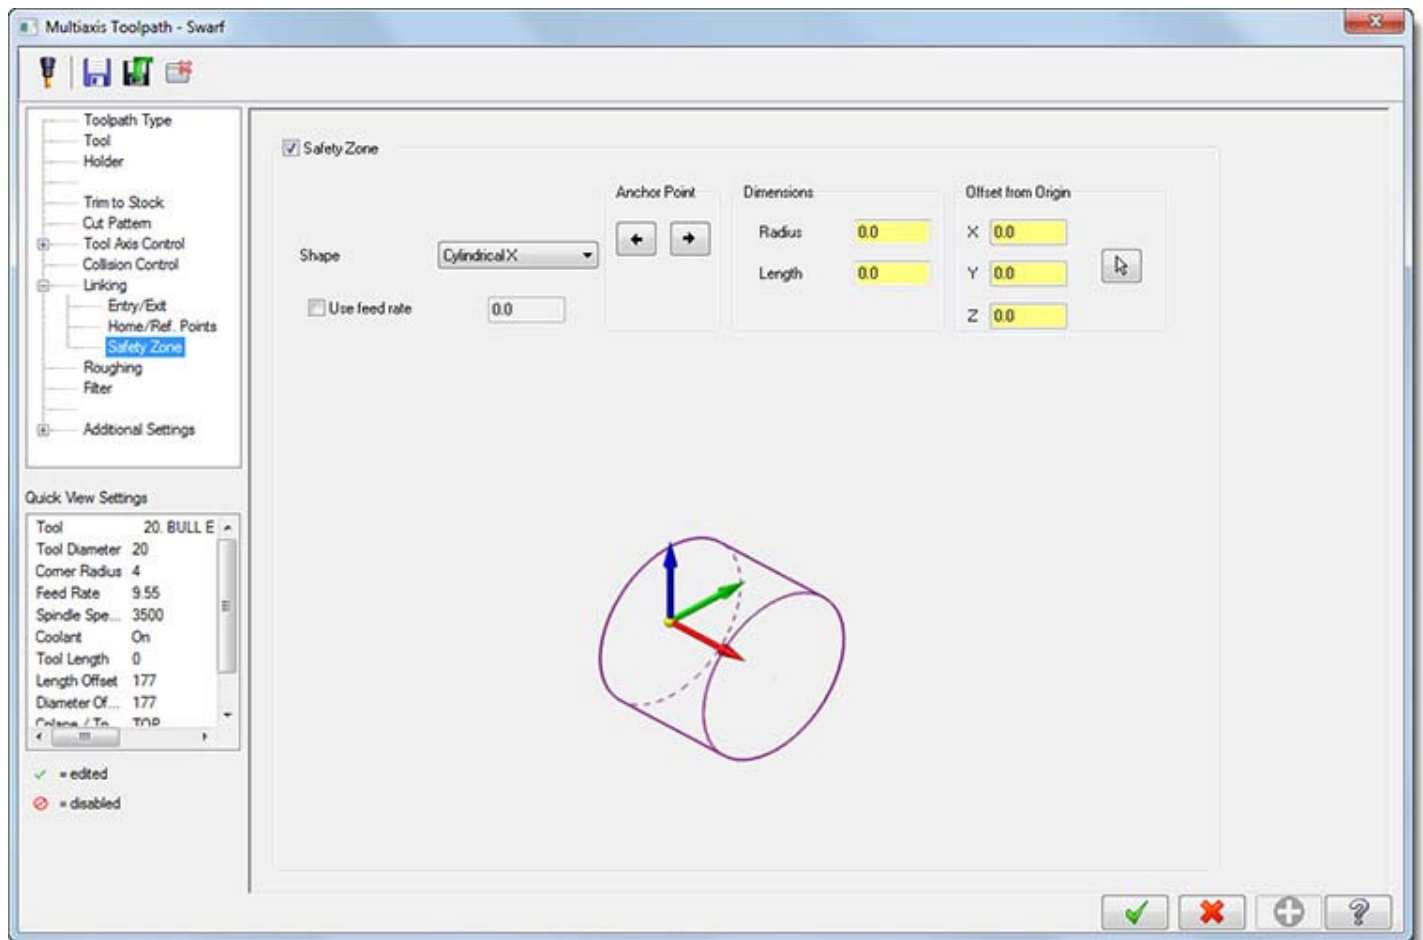 Multiaxis Toolpath - Swarf
Toolpath Type
Tool
Holder
Trim to Stock
Cut Pattern
Tool Axis Control
Collision Control
Linking
Entry/Exit
Home/Ref. Points
Safety Zone
Roughing
Filter
Additional Settings
Quick View Settings
Tool 20. BULL E
Tool Diameter 20
Corner Radius 4
Feed Rate 9.55
Spindle Spe... 3500
Coolant On
Tool Length 0
Length Offset 177
Diameter Of... 177
Cplane / To... TOP
= edited
= disabled
Safety Zone
Shape Cylindrical X
Use feed rate 0.0
Anchor Point
Dimensions
Radius 0.0
Length 0.0
Offset from Origin
X 0.0
Y 0.0
Z 0.0